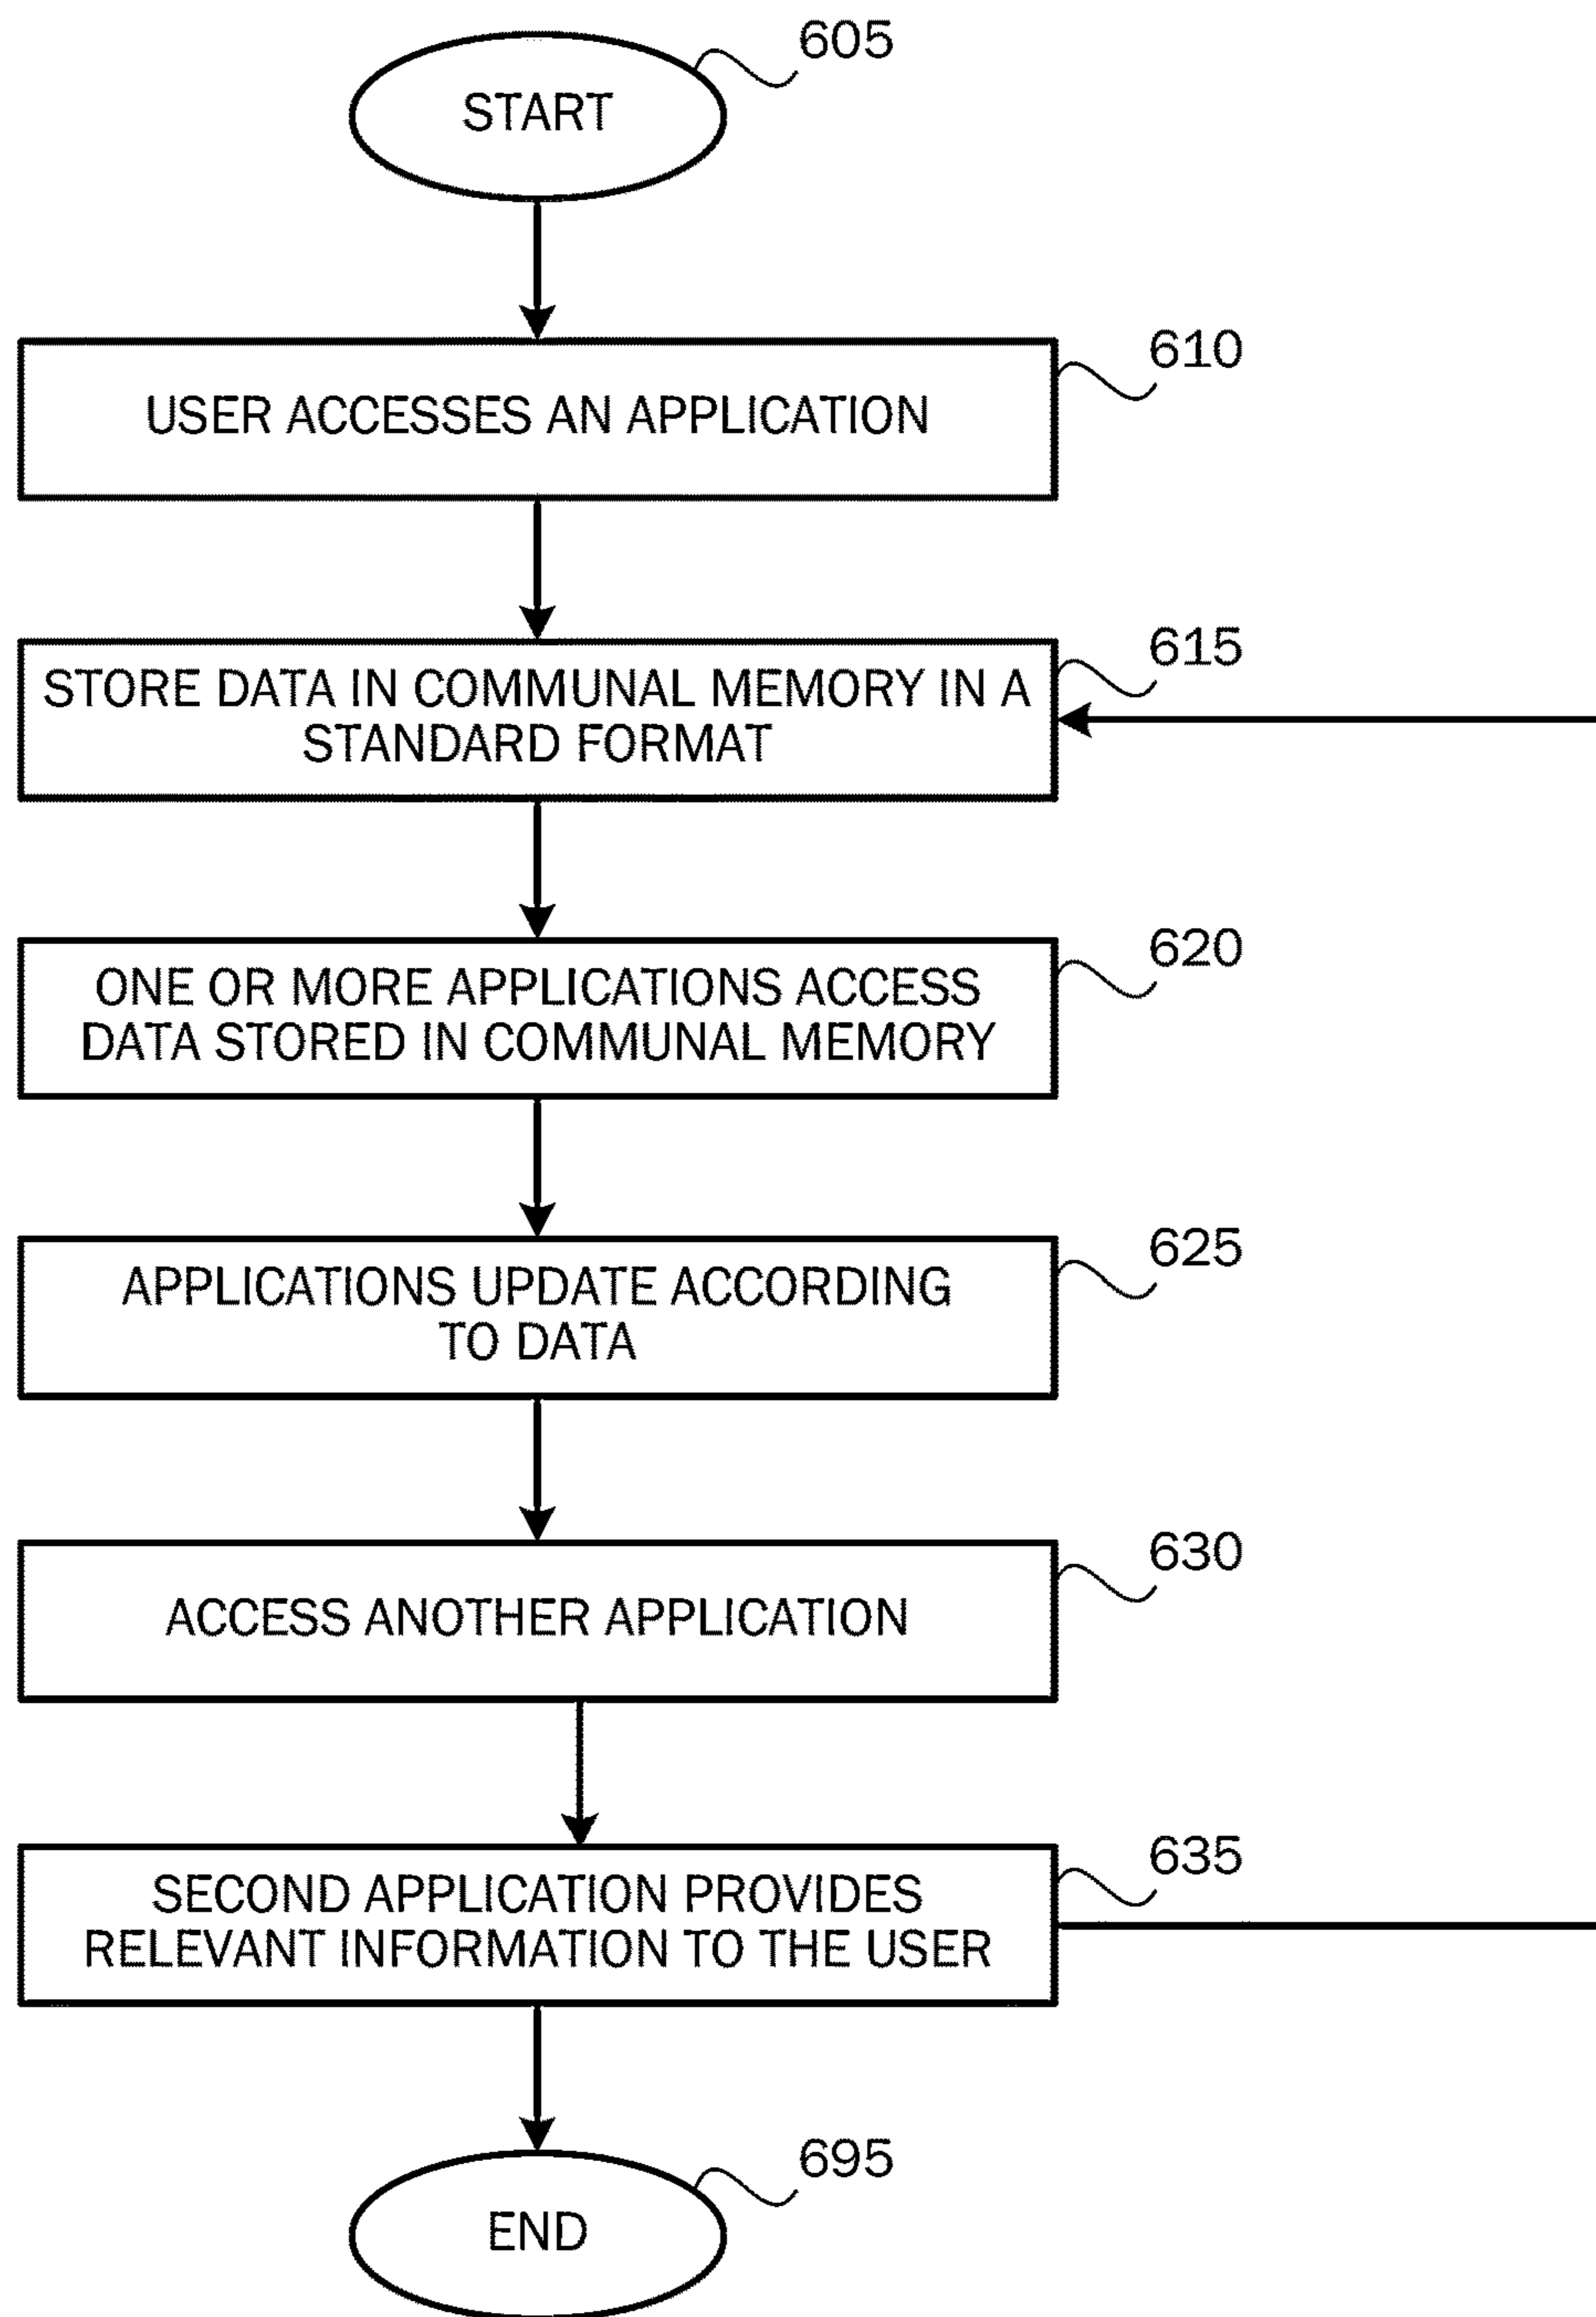 605
START
610
USER ACCESSES AN APPLICATION
615
STORE DATA IN COMMUNAL MEMORY IN A
STANDARD FORMAT
620
ONE OR MORE APPLICATIONS ACCESS
DATA STORED IN COMMUNAL MEMORY
625
APPLICATIONS UPDATE ACCORDING
TO DATA
630
ACCESS ANOTHER APPLICATION
635
SECOND APPLICATION PROVIDES
RELEVANT INFORMATION TO THE USER
695
END